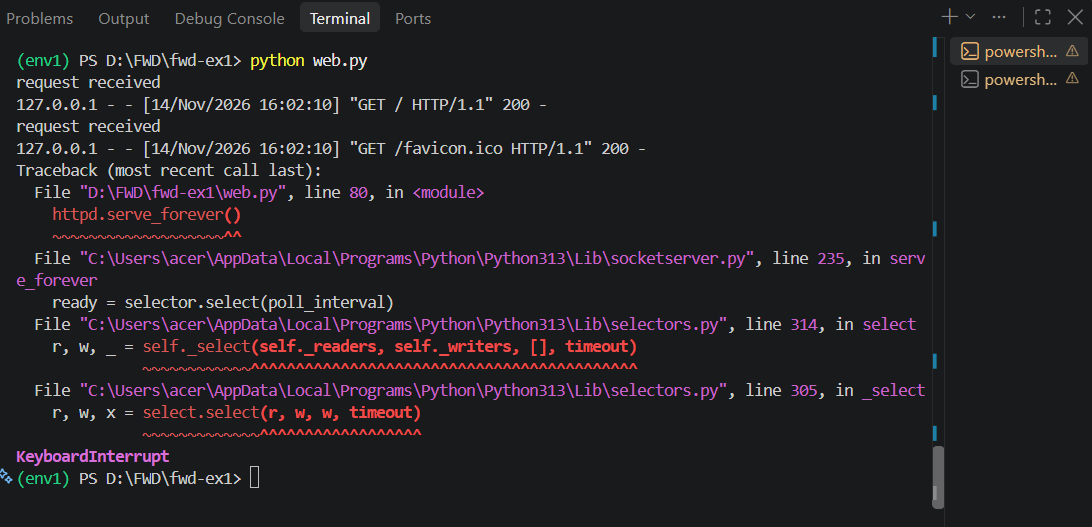 Problems Output Debug Console Terminal Ports
powersh...
powersh...
(env1) PS D:\FWD\fwd-ex1> python web.py
request received
127.0.0.1 - - [14/Nov/2026 16:02:10] "GET / HTTP/1.1" 200 -
request received
127.0.0.1 - - [14/Nov/2026 16:02:10] "GET /favicon.ico HTTP/1.1" 200 -
Traceback (most recent call last):
  File "D:\FWD\fwd-ex1\web.py", line 80, in <module>
    httpd.serve_forever()
    ~~~~~~~~~~~~~~~~~~~^^
  File "C:\Users\acer\AppData\Local\Programs\Python\Python313\Lib\socketserver.py", line 235, in serv
e_forever
    ready = selector.select(poll_interval)
  File "C:\Users\acer\AppData\Local\Programs\Python\Python313\Lib\selectors.py", line 314, in select
    r, w, _ = self._select(self._readers, self._writers, [], timeout)
              ~~~~~~~~~~~~^^^^^^^^^^^^^^^^^^^^^^^^^^^^^^^^^^^^^^^^^^^
  File "C:\Users\acer\AppData\Local\Programs\Python\Python313\Lib\selectors.py", line 305, in _select
    r, w, x = select.select(r, w, w, timeout)
              ~~~~~~~~~~~~~^^^^^^^^^^^^^^^^^^
KeyboardInterrupt
(env1) PS D:\FWD\fwd-ex1>